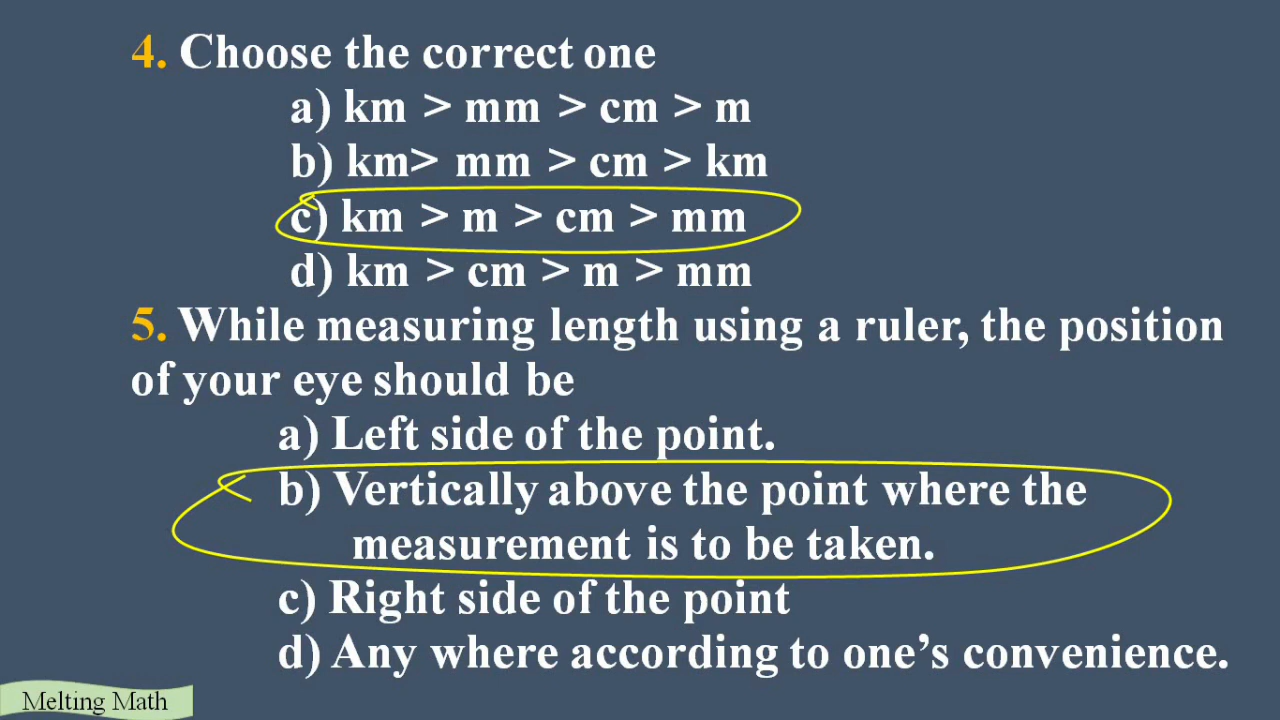 4. Choose the correct one
a) km > mm > cm > m
b) km> mm > cm > km
c) km > m > cm > mm
d) km > cm > m > mm
5. While measuring length using a ruler, the position
of your eye should be
a) Left side of the point.
b) Vertically above the point where the
measurement is to be taken.
c) Right side of the point
d) Any where according to one’s convenience.
Melting Math